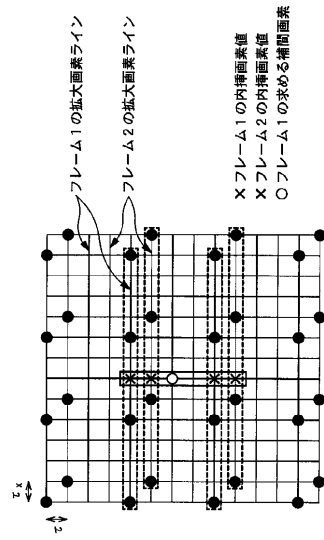 フレーム1の拡大画素ライン
フレーム2の拡大画素ライン
× フレーム1の内挿画素値
× フレーム2の内挿画素値
○ フレーム1の求める補間画素
τx
τ